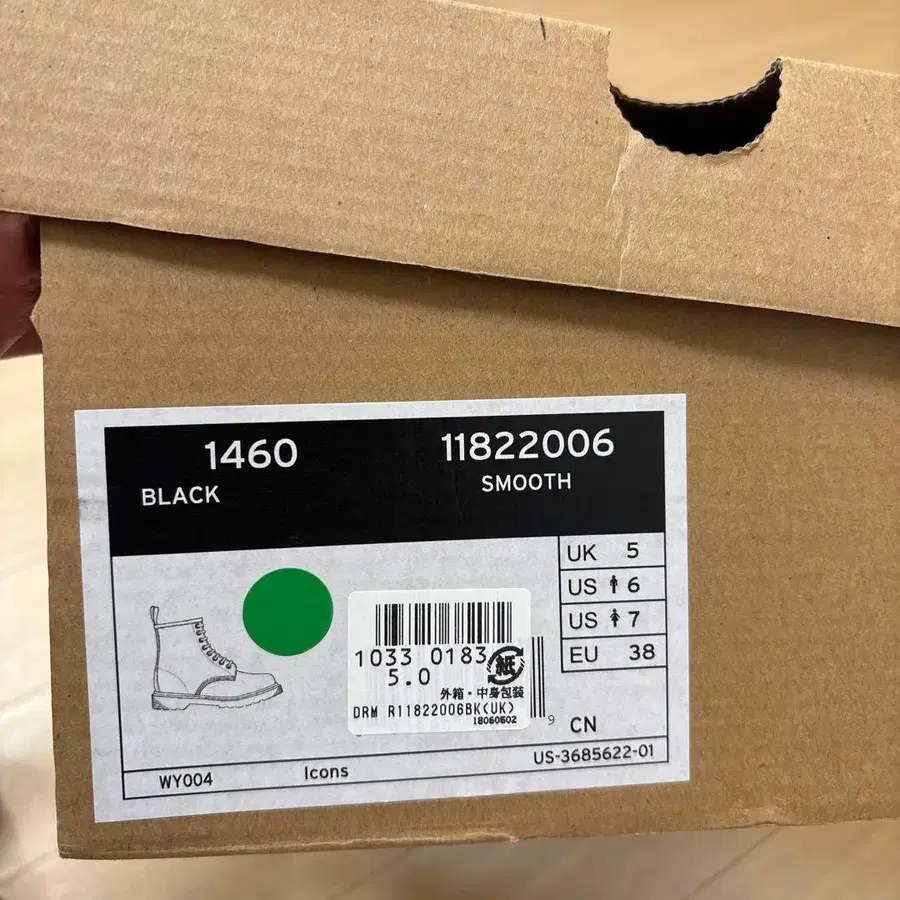 1460
11822006
BLACK
SMOOTH
UK 5
US 6
US 7
EU 38
1033 0183
5.0
紙
外箱・中身包装
DRM R11822006BK(UK)
18060502
9
CN
US-3685622-01
WY004
Icons